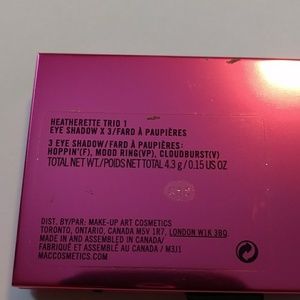 HEATHERETTE TRIO 1
EYE SHADOW X 3/FARD À PAUPIÈRES
3 EYE SHADOW/FARD À PAUPIÈRES:
HOPPIN'(F), MOOD RING(VP), CLOUDBURST(V)
TOTAL NET WT./POIDS NET TOTAL 4.3 g / 0.15 US OZ
DIST. BY/PAR: MAKE-UP ART COSMETICS
TORONTO, ONTARIO, CANADA M5V 1R7, LONDON W1K 3BQ.
MADE IN AND ASSEMBLED IN CANADA/
FABRIQUÉ ET ASSEMBLÉ AU CANADA / M3J1
MACCOSMETICS.COM